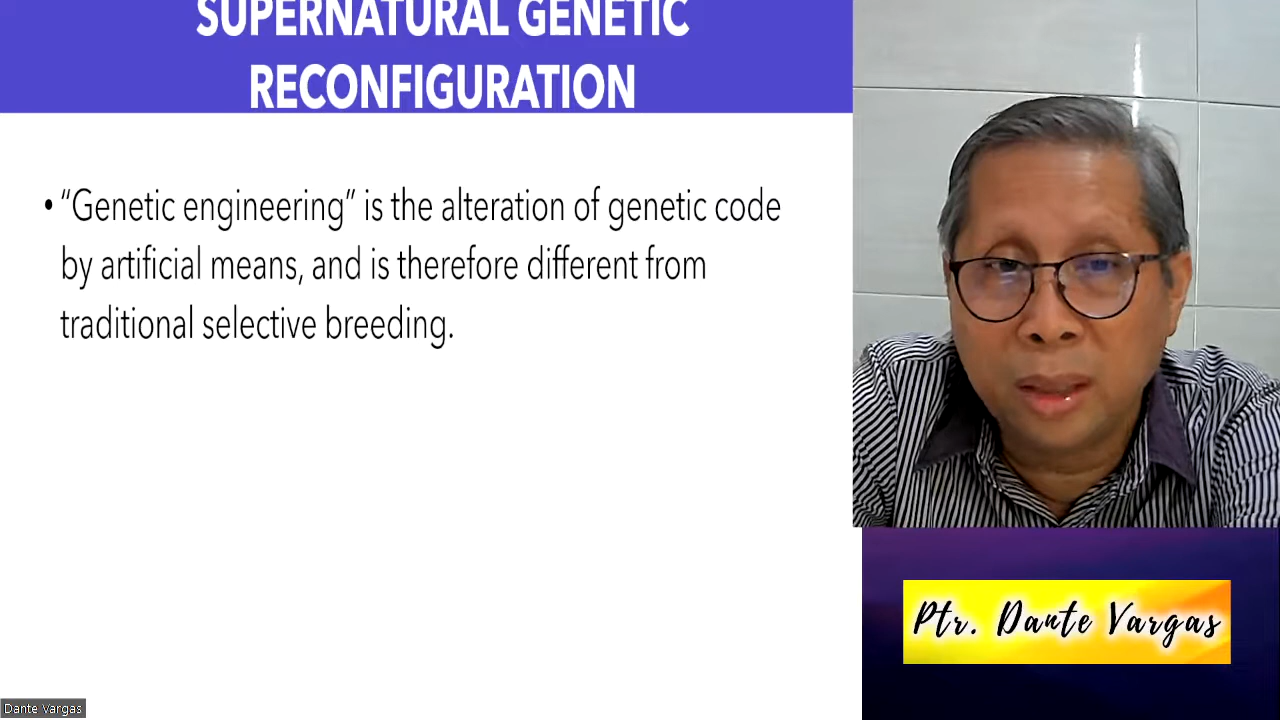 SUPERNATURAL GENETIC
RECONFIGURATION
• “Genetic engineering” is the alteration of genetic code
by artificial means, and is therefore different from
traditional selective breeding.
Ptr. Dante Vargas
Dante Vargas